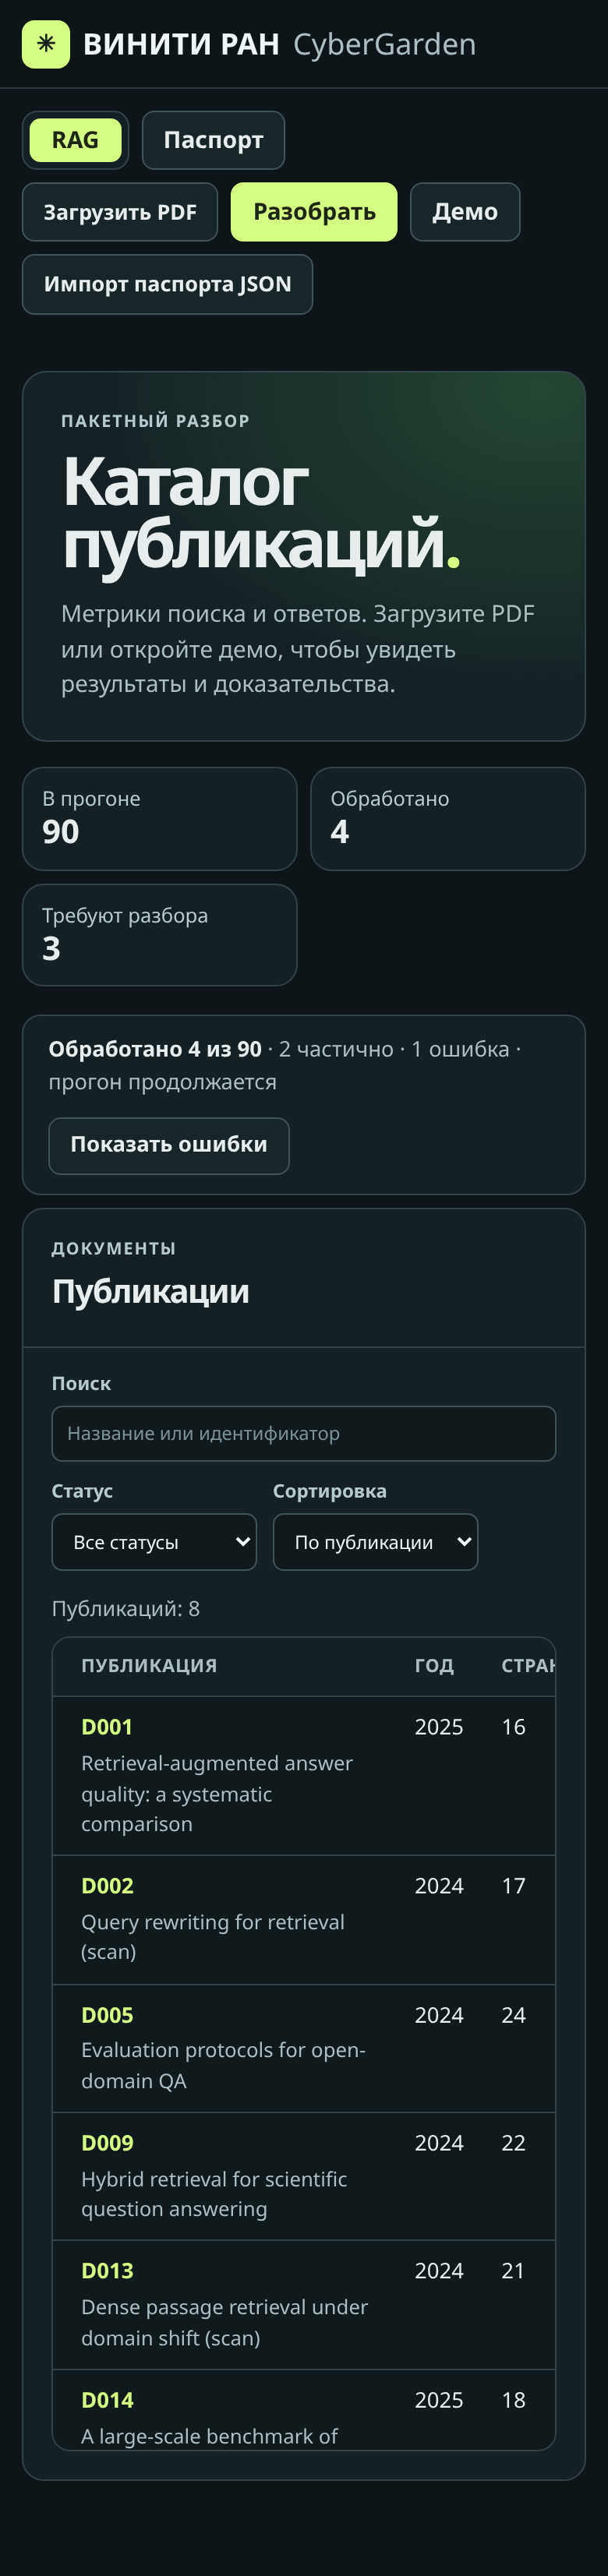 ВИНИТИ РАН CyberGarden
RAG Паспорт
Загрузить PDF Разобрать Демо
Импорт паспорта JSON
ПАКЕТНЫЙ РАЗБОР
Каталог
публикаций.
Метрики поиска и ответов. Загрузите PDF
или откройте демо, чтобы увидеть
результаты и доказательства.
В прогоне
90
Обработано
4
Требуют разбора
3
Обработано 4 из 90 · 2 частично · 1 ошибка ·
прогон продолжается
Показать ошибки
ДОКУМЕНТЫ
Публикации
Поиск
Название или идентификатор
Статус Сортировка
Все статусы По публикации
Публикаций: 8
ПУБЛИКАЦИЯ ГОД СТРАН
D001 2025 16
Retrieval-augmented answer
quality: a systematic
comparison
D002 2024 17
Query rewriting for retrieval
(scan)
D005 2024 24
Evaluation protocols for open-
domain QA
D009 2024 22
Hybrid retrieval for scientific
question answering
D013 2024 21
Dense passage retrieval under
domain shift (scan)
D014 2025 18
A large-scale benchmark of